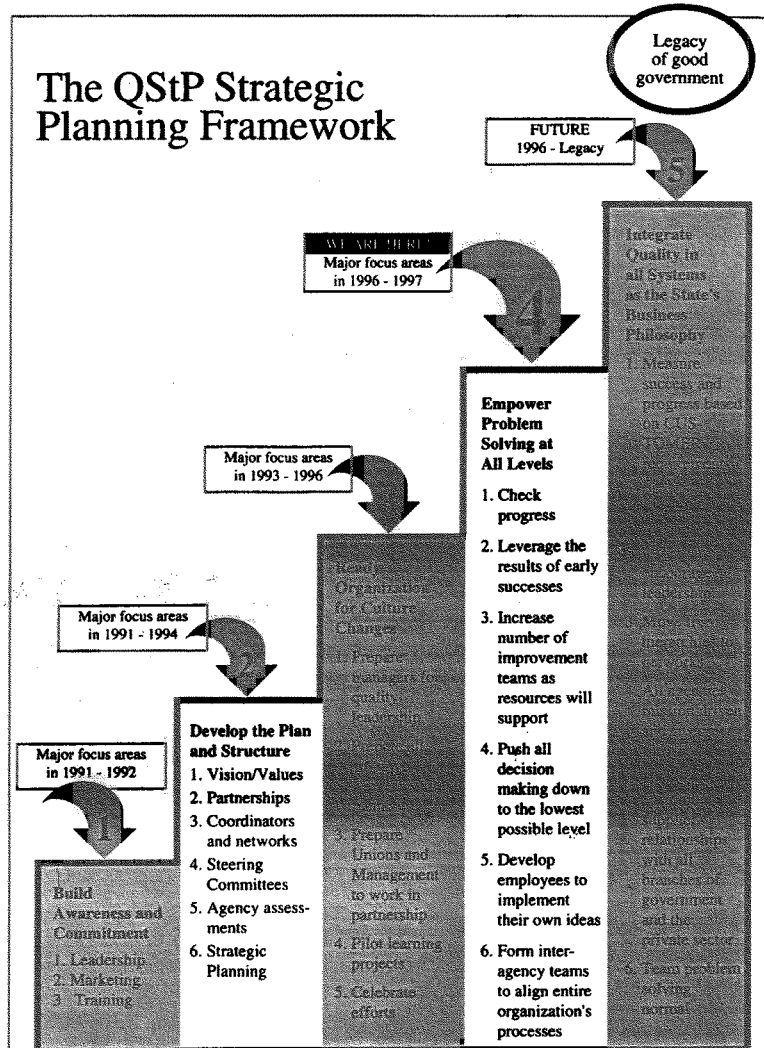 The QStP Strategic
Planning Framework
Legacy
of good
government
FUTURE
1996 - Legacy
5
WE ARE HERE!
Major focus areas
in 1996 - 1997
4
Major focus areas
in 1993 - 1996
Major focus areas
in 1991 - 1994
2
Major focus areas
in 1991 - 1992
1
Build
Awareness and
Commitment
1. Leadership
2. Marketing
3 Training
Develop the Plan
and Structure
1. Vision/Values
2. Partnerships
3. Coordinators
and networks
4. Steering
Committees
5. Agency assess-
ments
6. Strategic
Planning
Organization
for Culture
Changes
1. Prepare
managers for
quality
leadership
3. Prepare
Unions and
Management
to work in
partnership
4. Pilot learning
projects
5. Celebrate
efforts
Empower
Problem
Solving at
All Levels
1. Check
progress
2. Leverage the
results of early
successes
3. Increase
number of
improvement
teams as
resources will
support
4. Push all
decision
making down
to the lowest
possible level
5. Develop
employees to
implement
their own ideas
6. Form inter-
agency teams
to align entire
organization's
processes
Integrate
Quality in
all Systems
as the State's
Business
Philosophy
1. Measure
success and
progress based
on CUS-
leadership
relationships
with all
branches of
government
and the
private sector
6. Team problem
solving
normal